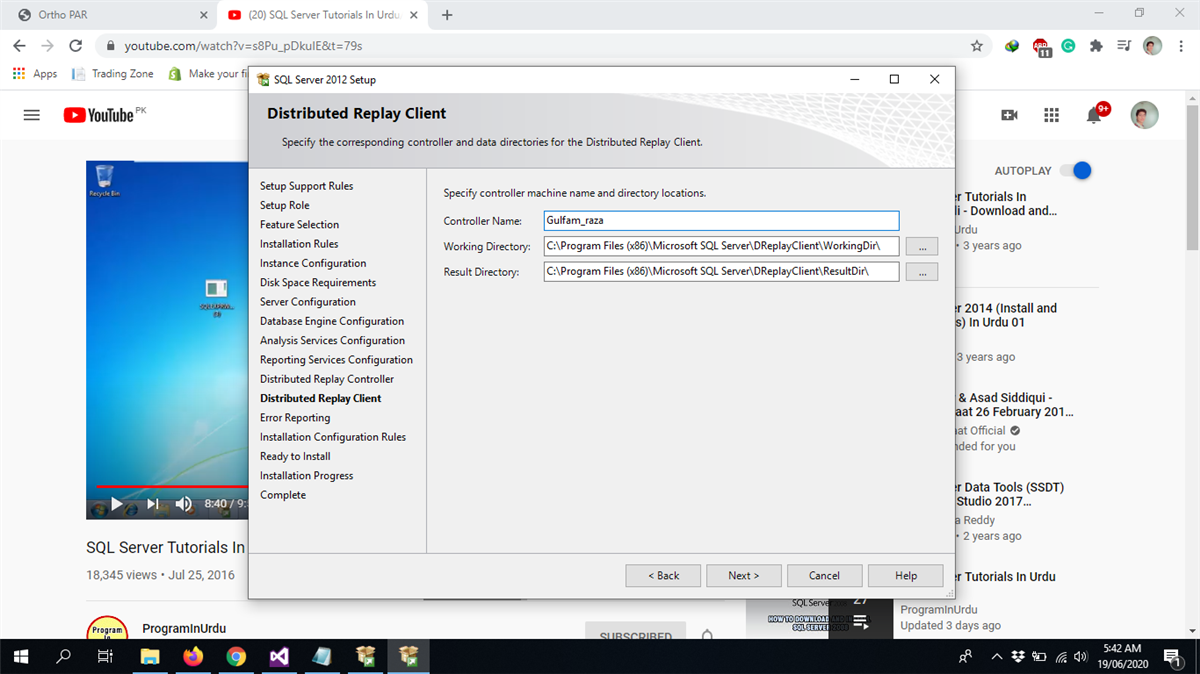 Ortho PAR
(20) SQL Server Tutorials In Urdu
youtube.com/watch?v=s8Pu_pDkuIE&t=79s
11
Apps
Trading Zone
Make your fi
SQL Server 2012 Setup
Distributed Replay Client
Specify the corresponding controller and data directories for the Distributed Replay Client.
YouTube PK
9+
Recycle Bin
AUTOPLAY
Setup Support Rules
Setup Role
Feature Selection
Installation Rules
Instance Configuration
Disk Space Requirements
Server Configuration
Database Engine Configuration
Analysis Services Configuration
Reporting Services Configuration
Distributed Replay Controller
Distributed Replay Client
Error Reporting
Installation Configuration Rules
Ready to Install
Installation Progress
Complete
Specify controller machine name and directory locations.
Controller Name: Gulfam_raza
Working Directory: C:\Program Files (x86)\Microsoft SQL Server\DReplayClient\WorkingDir\ ...
Result Directory: C:\Program Files (x86)\Microsoft SQL Server\DReplayClient\ResultDir\ ...
< Back
Next >
Cancel
Help
r Tutorials In
li - Download and...
Urdu
• 3 years ago
er 2014 (Install and
s) In Urdu 01
3 years ago
& Asad Siddiqui -
aat 26 February 201...
aat Official
nded for you
er Data Tools (SSDT)
Studio 2017...
a Reddy
• 2 years ago
er Tutorials In Urdu
ProgramInUrdu
Updated 3 days ago
8:40 / 9:
SQL Server Tutorials In
18,345 views • Jul 25, 2016
Program
In
ProgramInUrdu
SUBSCRIBED
27
SQL Server
HOW TO DOWNLOAD AND
SQL SERVER
5:42 AM
19/06/2020
1